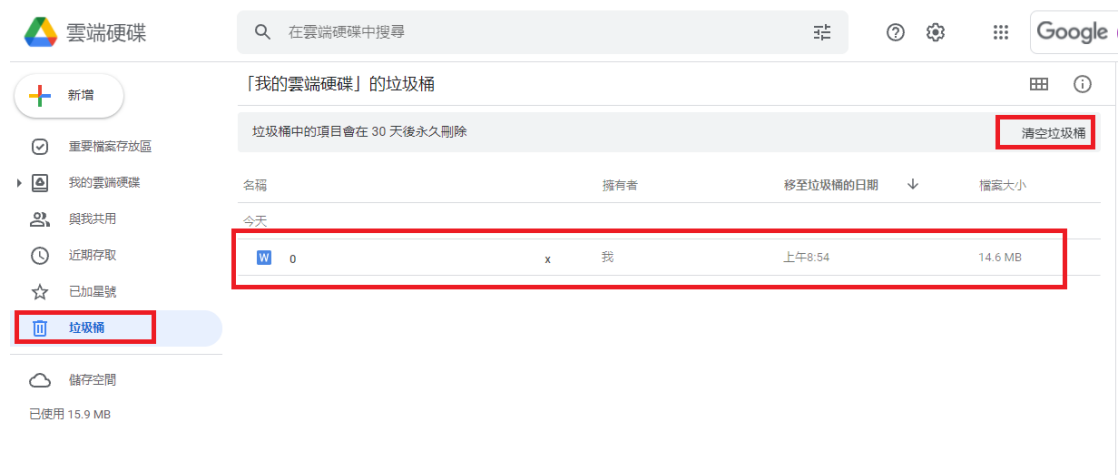 雲端硬碟
在雲端硬碟中搜尋
Google
新增
重要檔案存放區
我的雲端硬碟
與我共用
近期存取
已加星號
垃圾桶
儲存空間
已使用 15.9 MB
「我的雲端硬碟」的垃圾桶
垃圾桶中的項目會在 30 天後永久刪除 清空垃圾桶
名稱 擁有者 移至垃圾桶的日期 檔案大小
今天
W 0 x 我 上午8:54 14.6 MB